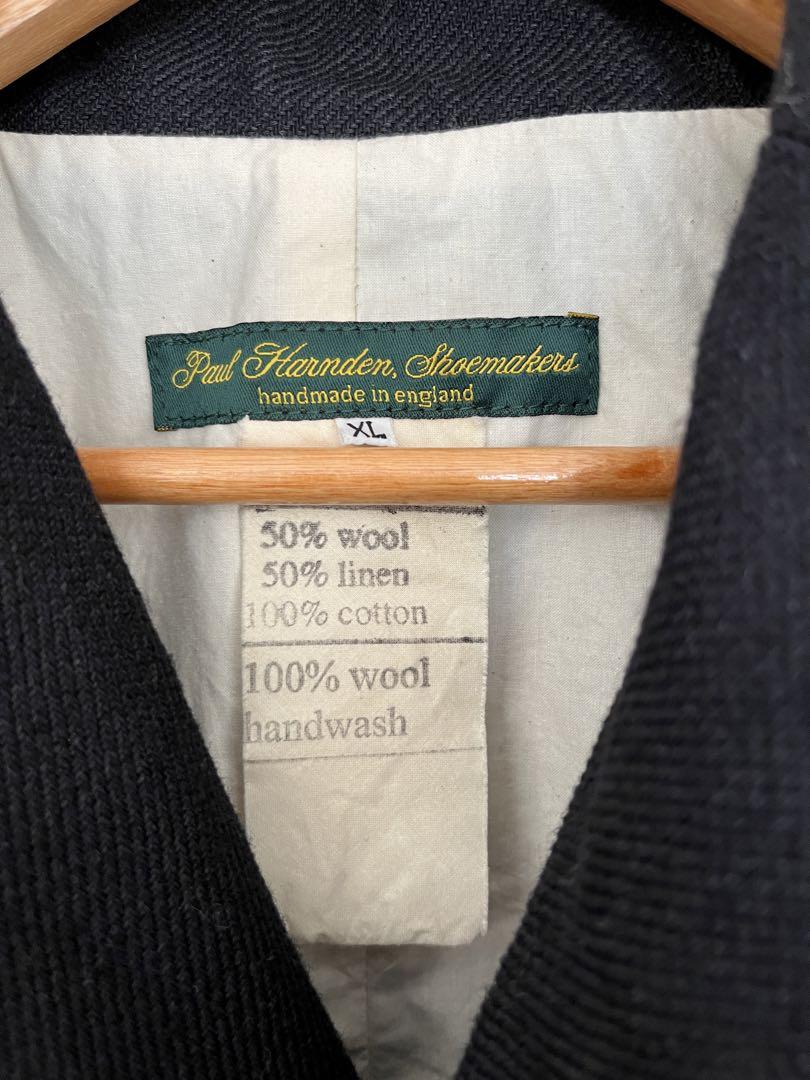 Paul Harnden, Shoemakers
handmade in england
XL
50% wool
50% linen
100% cotton
100% wool
handwash